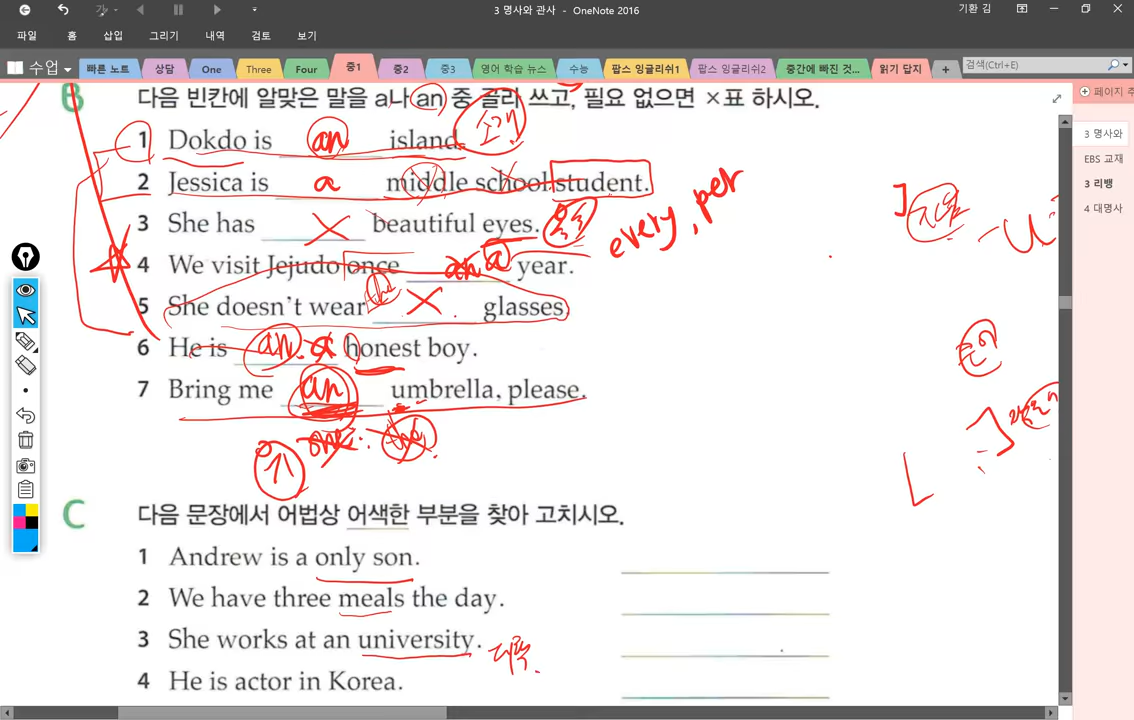 3 명사와 관사 - OneNote 2016
기환 김
파일 홈 삽입 그리기 내역 검토 보기
수업 빠른 노트 상담 One Three Four 중1 중2 중3 영어 학습 뉴스 수능 팝스 잉글리쉬1 팝스 잉글리쉬2 중간에 빠진 것... 읽기 답지 + 검색(Ctrl+E)
페이지 추
3 명사와
EBS 교재
3 리뱅
4 대명사
B 다음 빈칸에 알맞은 말을 a나 an 중 골라 쓰고, 필요 없으면 ×표 하시오.
1 Dokdo is an island.
2 Jessica is a middle school student.
3 She has X beautiful eyes.
every, per
4 We visit Jejudo once an a year.
5 She doesn't wear the X glasses.
6 He is an. a honest boy.
7 Bring me an umbrella, please.
one. the
C 다음 문장에서 어법상 어색한 부분을 찾아 고치시오.
1 Andrew is a only son.
2 We have three meals the day.
3 She works at an university. 대학.
4 He is actor in Korea.